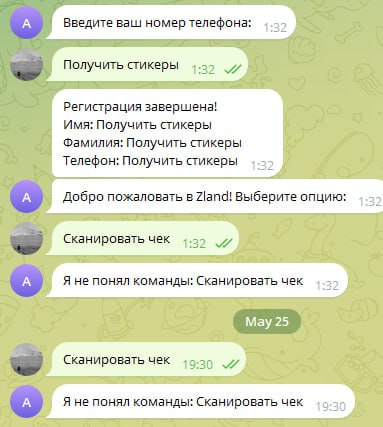 A
Введите ваш номер телефона: 1:32
Получить стикеры 1:32
Регистрация завершена!
Имя: Получить стикеры
Фамилия: Получить стикеры
Телефон: Получить стикеры 1:32
A
Добро пожаловать в Zland! Выберите опцию: 1:32
Сканировать чек 1:32
A
Я не понял команды: Сканировать чек 1:32
May 25
Сканировать чек 19:30
A
Я не понял команды: Сканировать чек 19:30